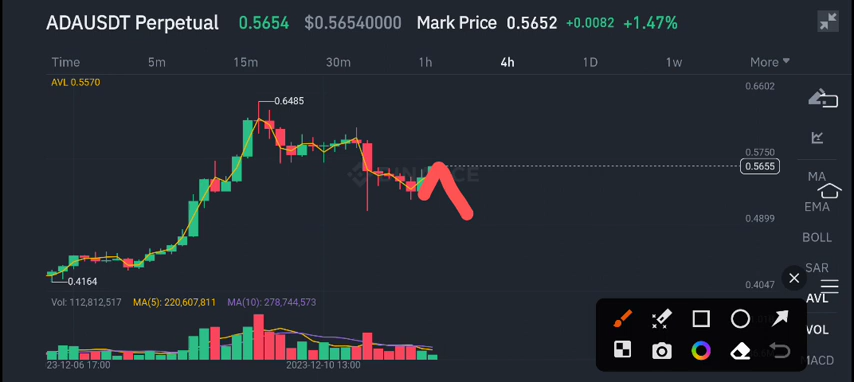 ADAUSDT Perpetual 0.5654 $0.56540000 Mark Price 0.5652 +0.0082 +1.47%
Time 5m 15m 30m 1h 4h 1D 1w More
AVL 0.5570
0.6602
0.6485
0.5750
0.5655
MA
EMA
0.4899
BOLL
SAR
0.4164
0.4047
AVL
Vol: 112,812,517 MA(5): 220,607,811 MA(10): 278,744,573
VOL
MACD
23-12-06 17:00 2023-12-10 13:00